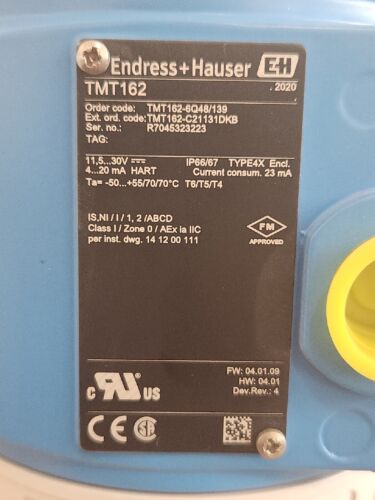 Endress+Hauser EH
TMT162 . 2020
Order code: TMT162-6Q48/139
Ext. ord. code: TMT162-C21131DKB
Ser. no.: R7045323223
TAG:
11,5...30V IP66/67 TYPE4X Encl.
4...20 mA HART Current consum. 23 mA
Ta= -50...+55/70/70°C T6/T5/T4
IS,NI / I / 1, 2 /ABCD
Class I / Zone 0 / AEx ia IIC
per inst. dwg. 14 12 00 111
FM
APPROVED
FW: 04.01.09
HW: 04.01
Dev.Rev.: 4
c RU US
CE SA